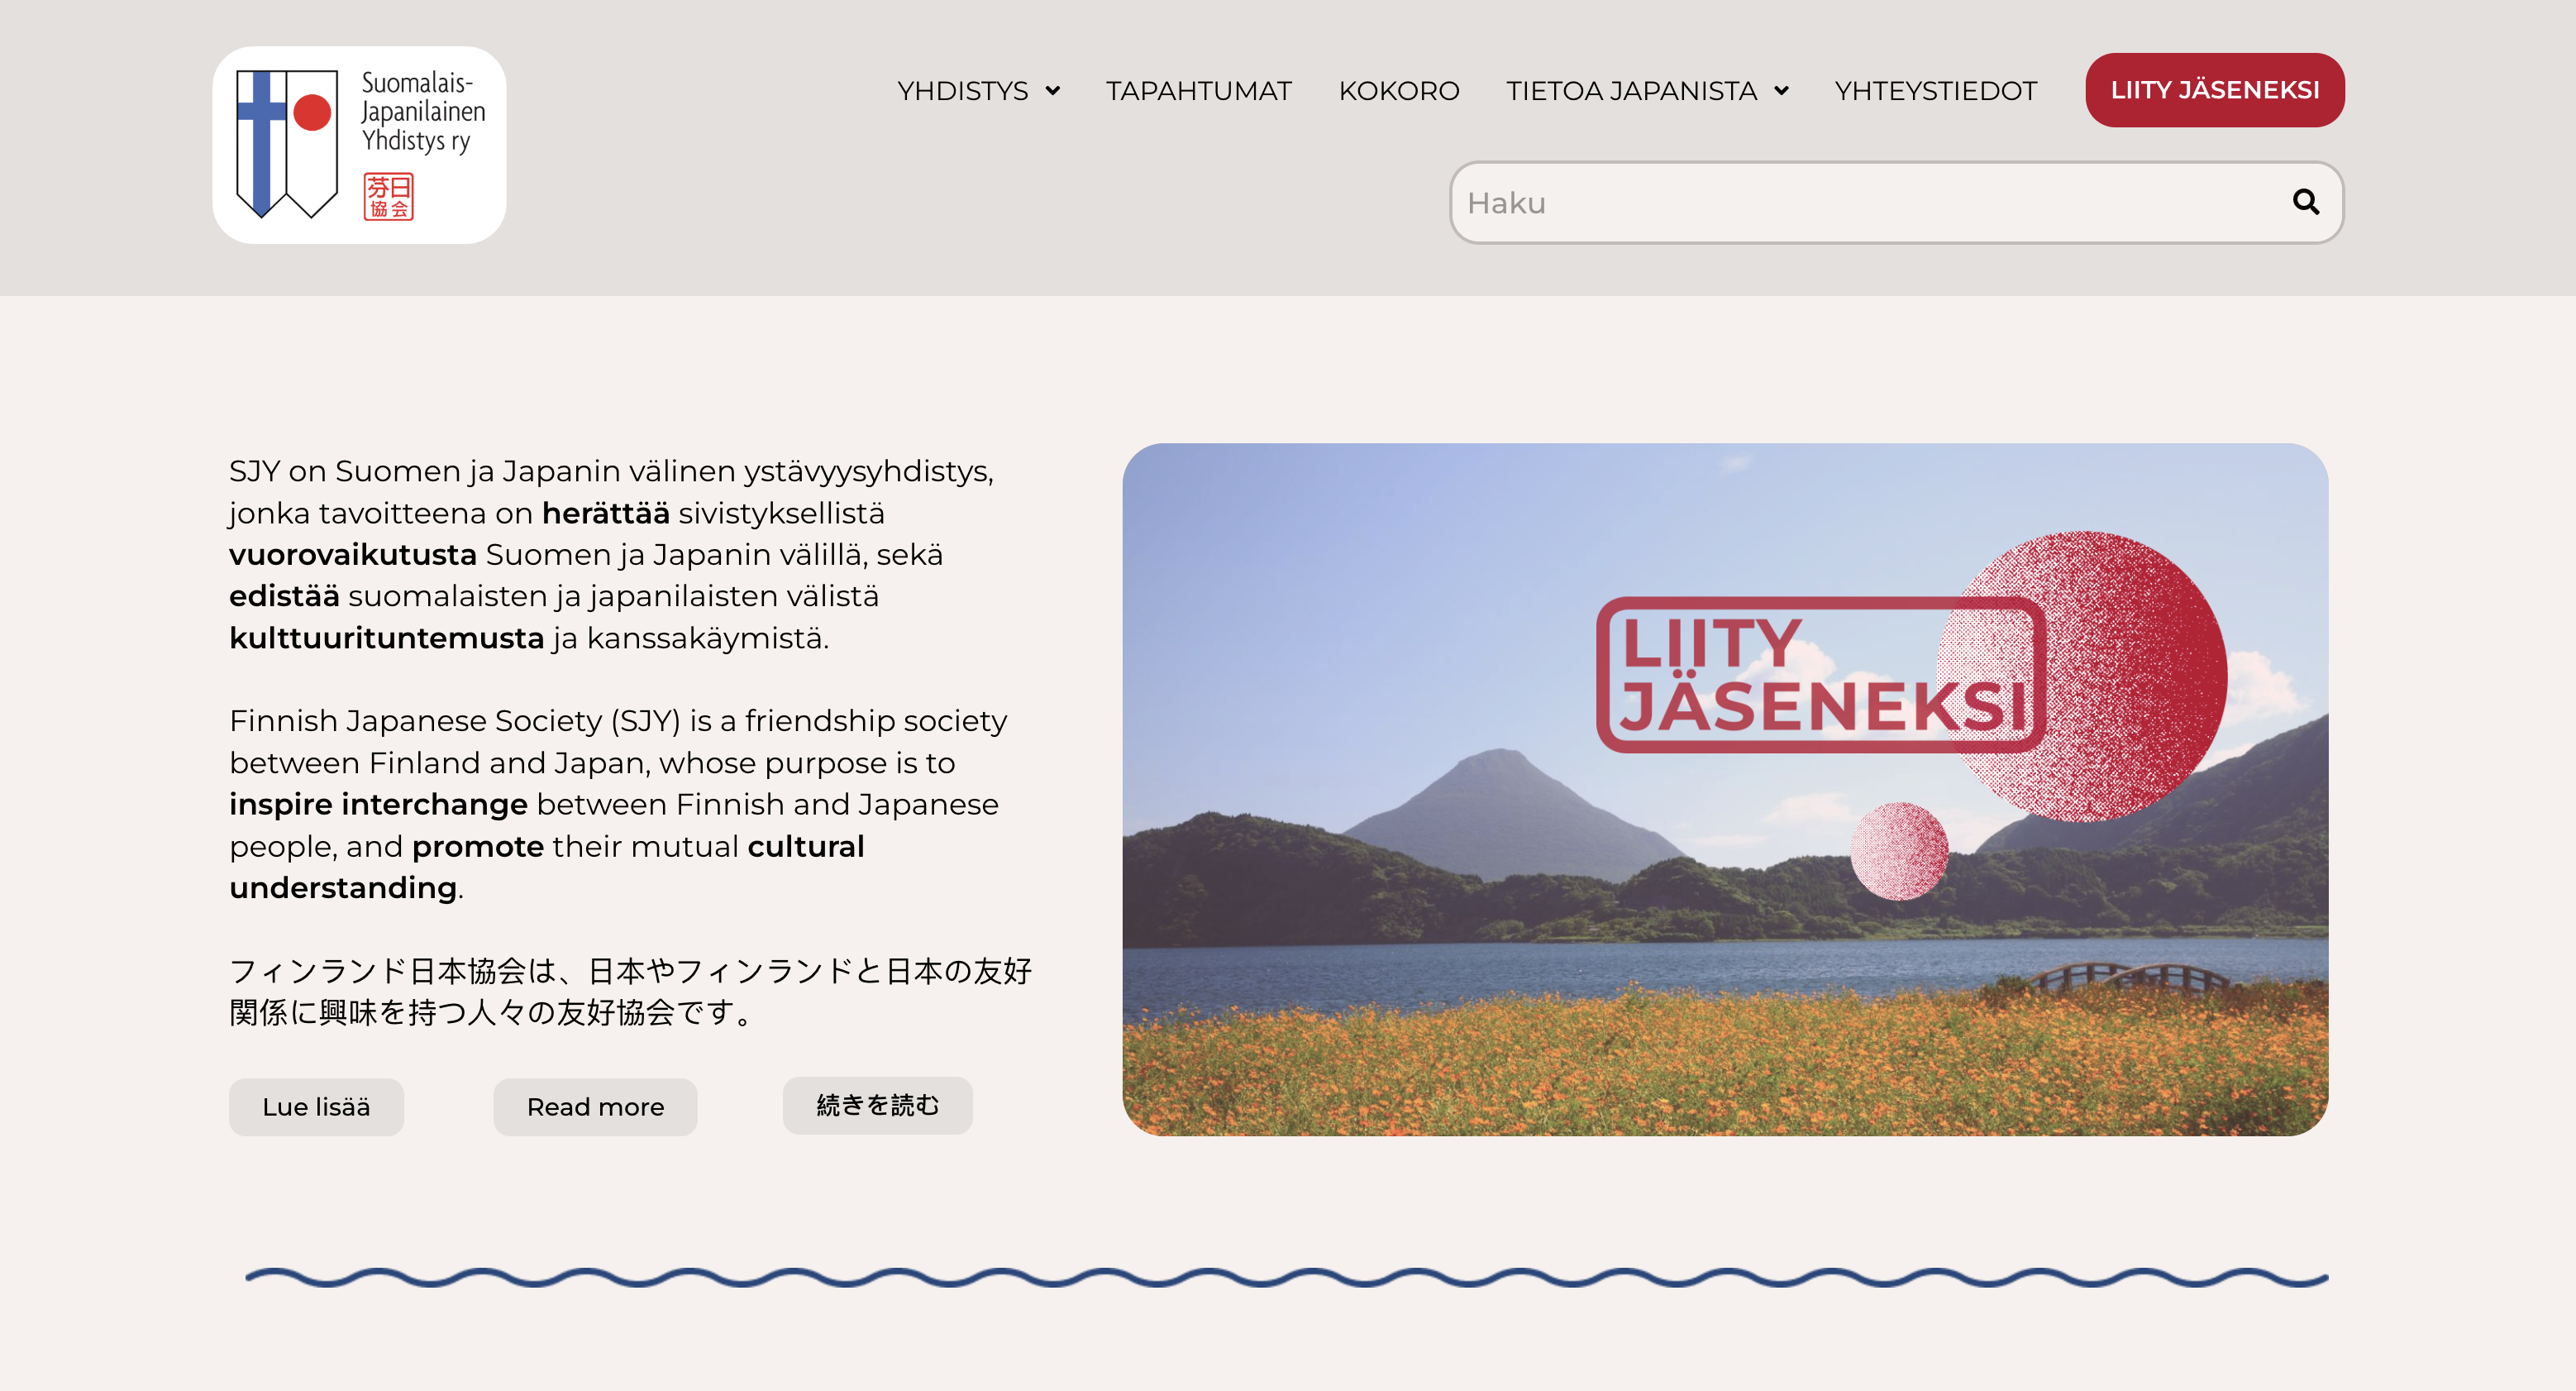 Suomalais-
Japanilainen
Yhdistys ry
芬日
協会
YHDISTYS
TAPAHTUMAT
KOKORO
TIETOA JAPANISTA
YHTEYSTIEDOT
LIITY JÄSENEKSI
Haku
SJY on Suomen ja Japanin välinen ystävyysyhdistys,
jonka tavoitteena on herättää sivistyksellistä
vuorovaikutusta Suomen ja Japanin välillä, sekä
edistää suomalaisten ja japanilaisten välistä
kulttuurituntemusta ja kanssakäymistä.
Finnish Japanese Society (SJY) is a friendship society
between Finland and Japan, whose purpose is to
inspire interchange between Finnish and Japanese
people, and promote their mutual cultural
understanding.
フィンランド日本協会は、日本やフィンランドと日本の友好
関係に興味を持つ人々の友好協会です。
Lue lisää
Read more
続きを読む
LIITY
JÄSENEKSI